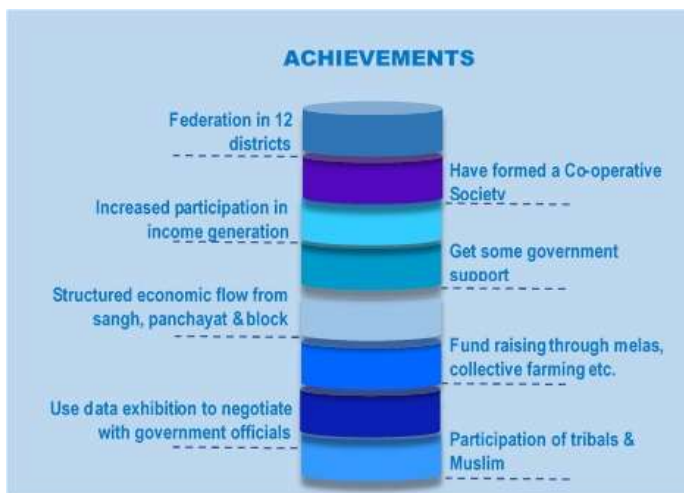 ACHIEVEMENTS
Federation in 12
districts
Have formed a Co-operative
Society
Increased participation in
income generation
Get some government
support
Structured economic flow from
sangh, panchayat & block
Fund raising through melas,
collective farming etc.
Use data exhibition to negotiate
with government officials
Participation of tribals &
Muslim